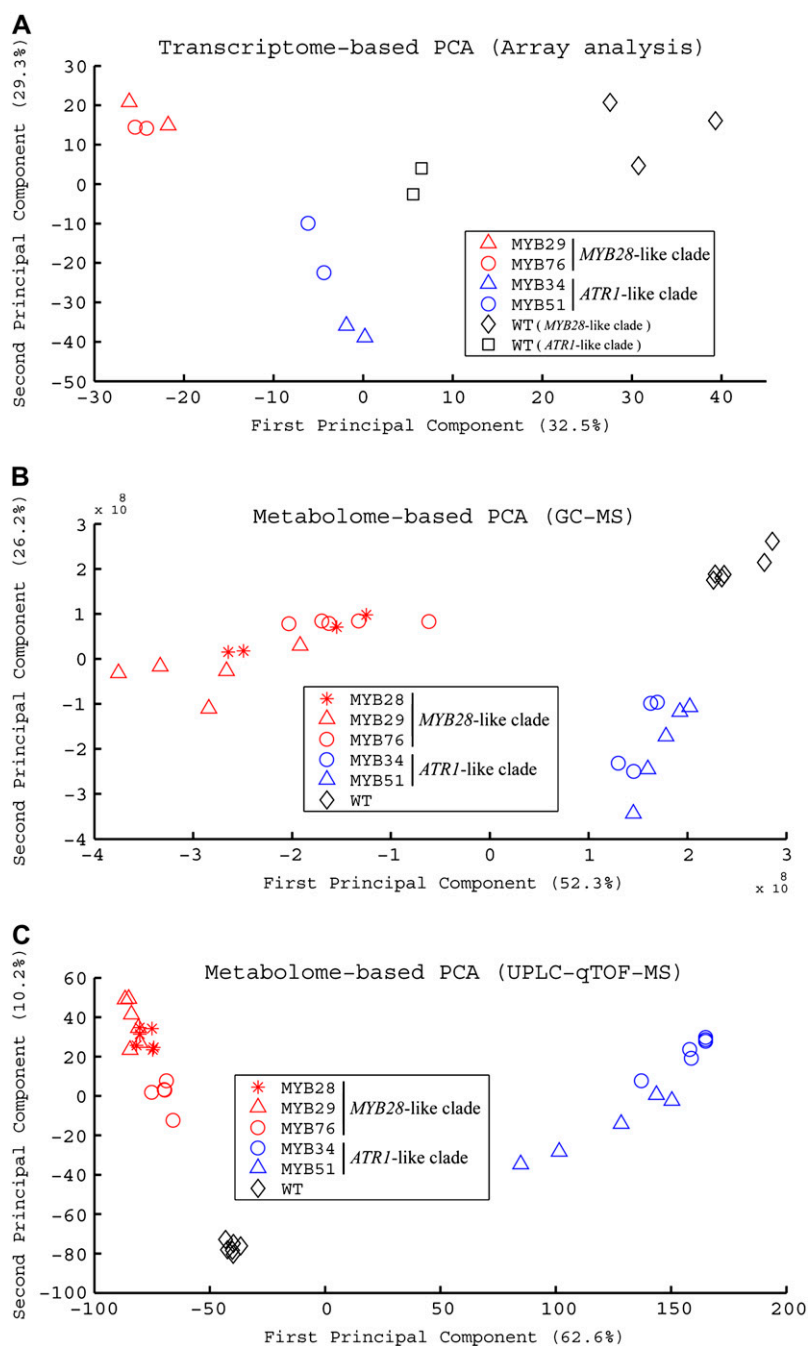 A
Transcriptome-based PCA (Array analysis)
Second Principal Component (29.3%)
30
20
10
0
-10
-20
-30
-40
-50
MYB29
MYB76
MYB28-like clade
MYB34
MYB51
ATR1-like clade
WT (MYB28-like clade)
WT (ATR1-like clade)
-30 -20 -10 0 10 20 30 40
First Principal Component (32.5%)
B
x 10 8
Metabolome-based PCA (GC-MS)
Second Principal Component (26.2%)
3
2
1
0
-1
-2
-3
-4
MYB28
MYB29
MYB76
MYB28-like clade
MYB34
MYB51
ATR1-like clade
WT
-4 -3 -2 -1 0 1 2 3
First Principal Component (52.3%)
x 10 8
C
Metabolome-based PCA (UPLC-qTOF-MS)
Second Principal Component (10.2%)
60
40
20
0
-20
-40
-60
-80
-100
MYB28
MYB29
MYB76
MYB28-like clade
MYB34
MYB51
ATR1-like clade
WT
-100 -50 0 50 100 150 200
First Principal Component (62.6%)